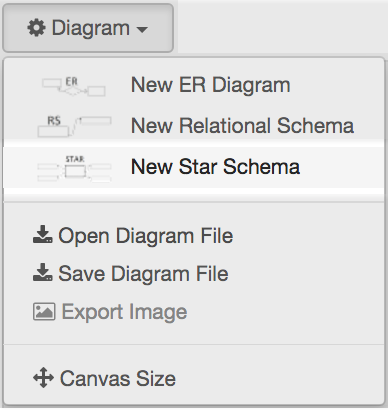 Diagram
ER
New ER Diagram
RS
New Relational Schema
STAR
New Star Schema
Open Diagram File
Save Diagram File
Export Image
Canvas Size